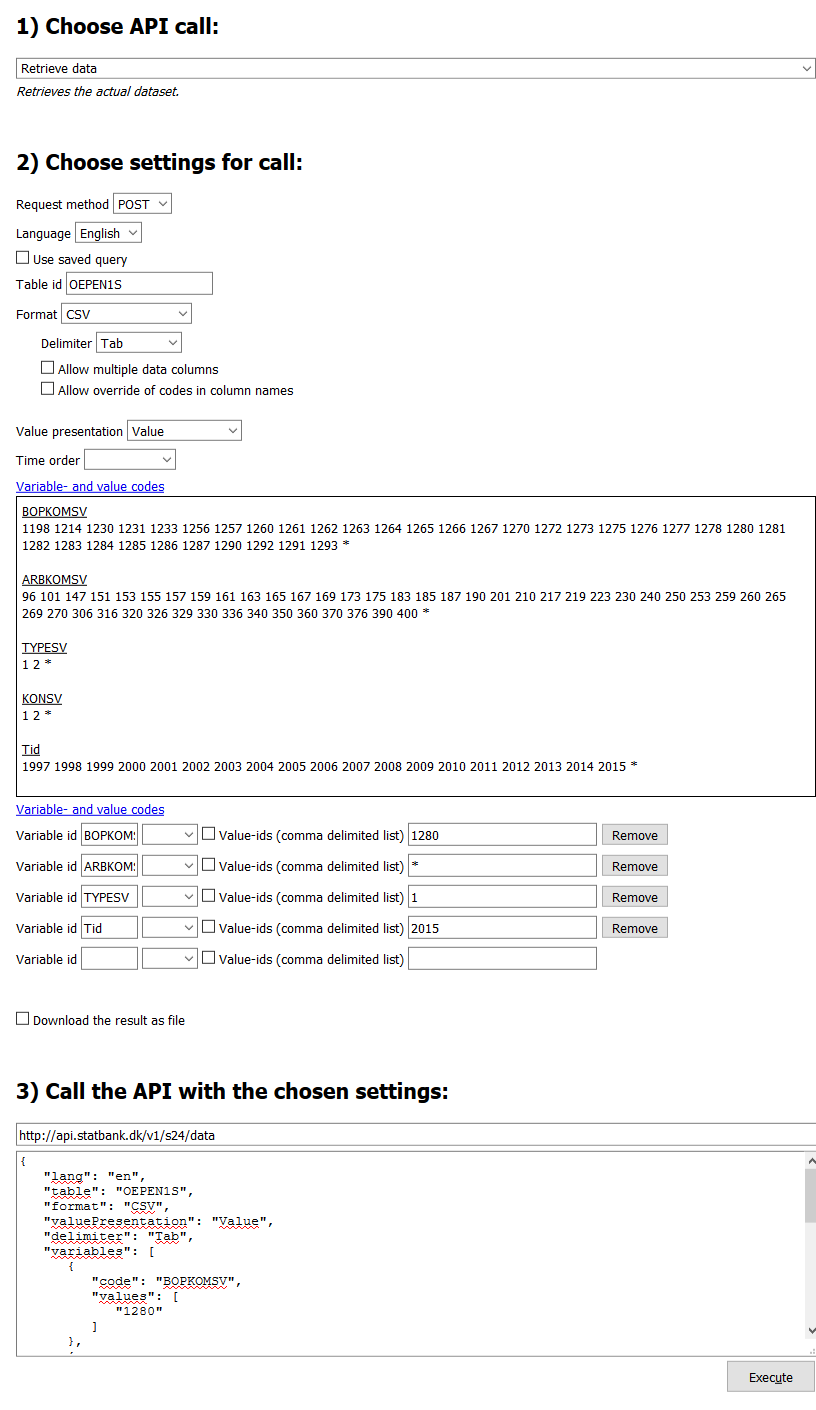 1) Choose API call:
Retrieve data
Retrieves the actual dataset.
2) Choose settings for call:
Request method POST
Language English
Use saved query
Table id OEPEN1S
Format CSV
Delimiter Tab
Allow multiple data columns
Allow override of codes in column names
Value presentation Value
Time order
Variable- and value codes
BOPKOMSV
1198 1214 1230 1231 1233 1256 1257 1260 1261 1262 1263 1264 1265 1266 1267 1270 1272 1273 1275 1276 1277 1278 1280 1281
1282 1283 1284 1285 1286 1287 1290 1292 1291 1293 *
ARBKOMSV
96 101 147 151 153 155 157 159 161 163 165 167 169 173 175 183 185 187 190 201 210 217 219 223 230 240 250 253 259 260 265
269 270 306 316 320 326 329 330 336 340 350 360 370 376 390 400 *
TYPESV
1 2 *
KONSV
1 2 *
Tid
1997 1998 1999 2000 2001 2002 2003 2004 2005 2006 2007 2008 2009 2010 2011 2012 2013 2014 2015 *
Variable- and value codes
Variable id BOPKOM Value-ids (comma delimited list) 1280 Remove
Variable id ARBKOM Value-ids (comma delimited list) * Remove
Variable id TYPESV Value-ids (comma delimited list) 1 Remove
Variable id Tid Value-ids (comma delimited list) 2015 Remove
Variable id Value-ids (comma delimited list)
Download the result as file
3) Call the API with the chosen settings:
http://api.statbank.dk/v1/s24/data
{
"lang": "en",
"table": "OEPEN1S",
"format": "CSV",
"valuePresentation": "Value",
"delimiter": "Tab",
"variables": [
{
"code": "BOPKOMSV",
"values": [
"1280"
]
},
Execute